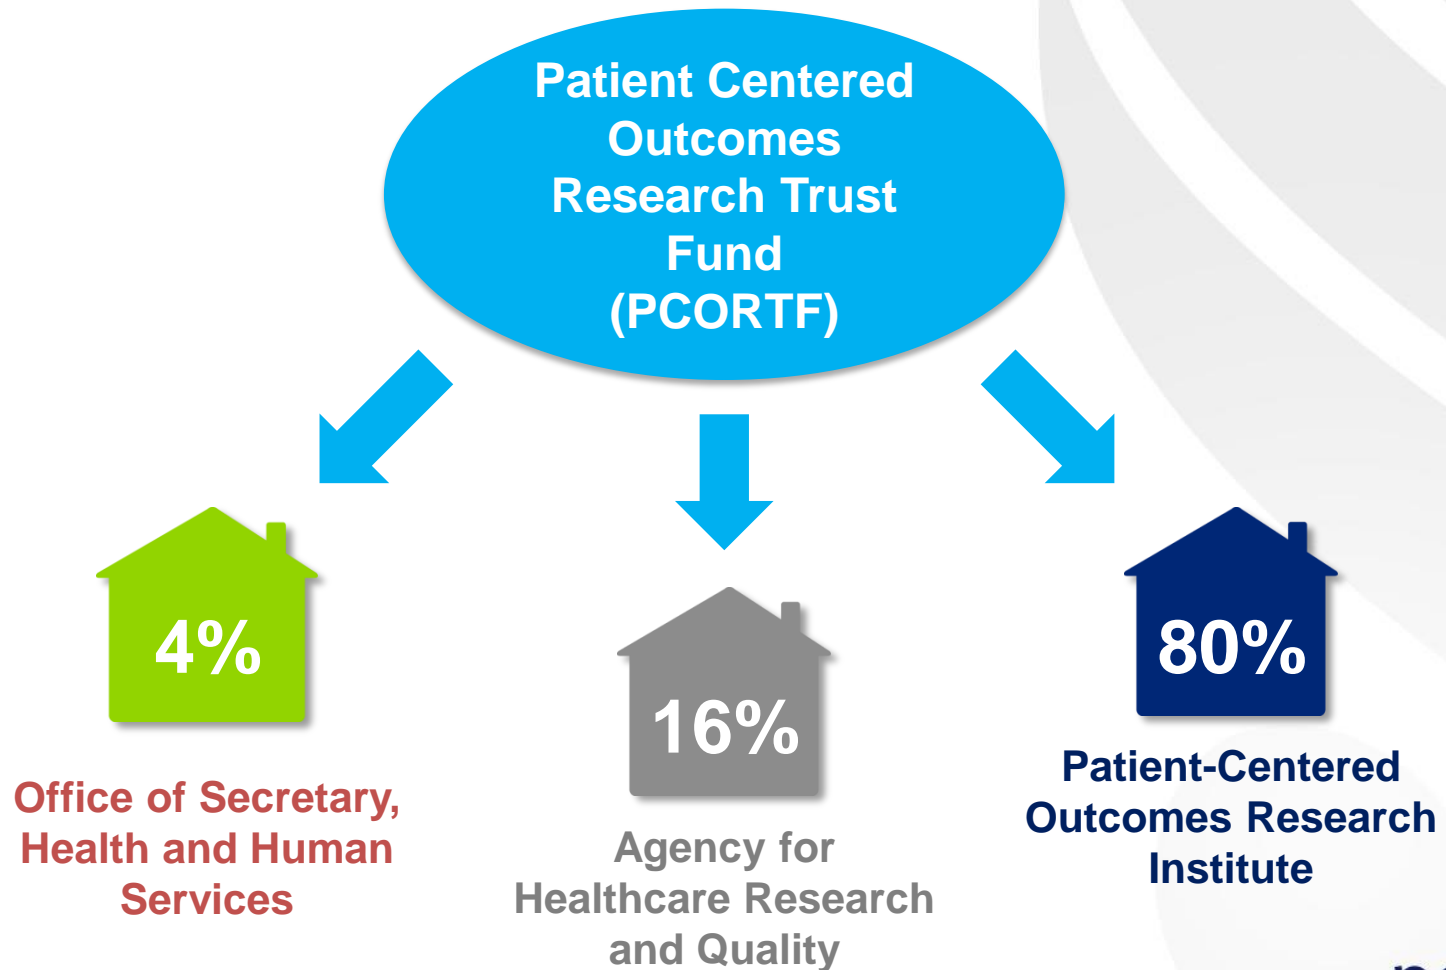 Patient Centered
Outcomes
Research Trust
Fund
(PCORTF)
4%
16%
80%
Office of Secretary,
Health and Human
Services
Agency for
Healthcare Research
and Quality
Patient-Centered
Outcomes Research
Institute